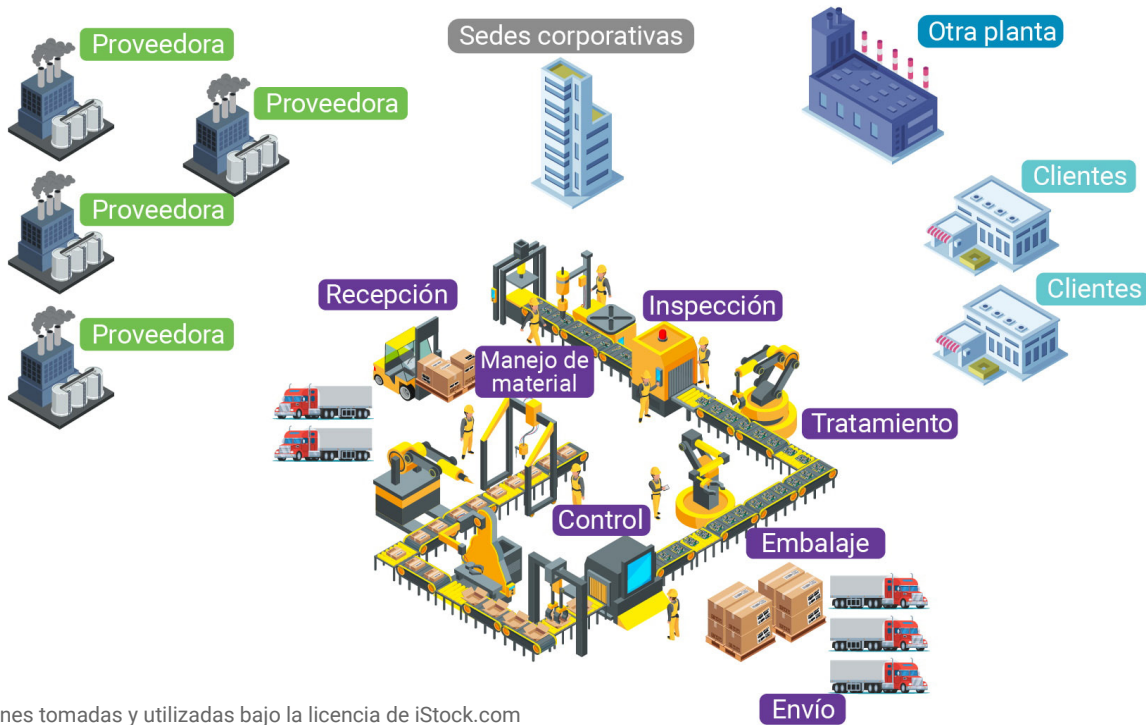 Proveedora
Proveedora
Proveedora
Proveedora
Sedes corporativas
Otra planta
Clientes
Clientes
Recepción
Manejo de
material
Inspección
Tratamiento
Control
Embalaje
Envío
nes tomadas y utilizadas bajo la licencia de iStock.com